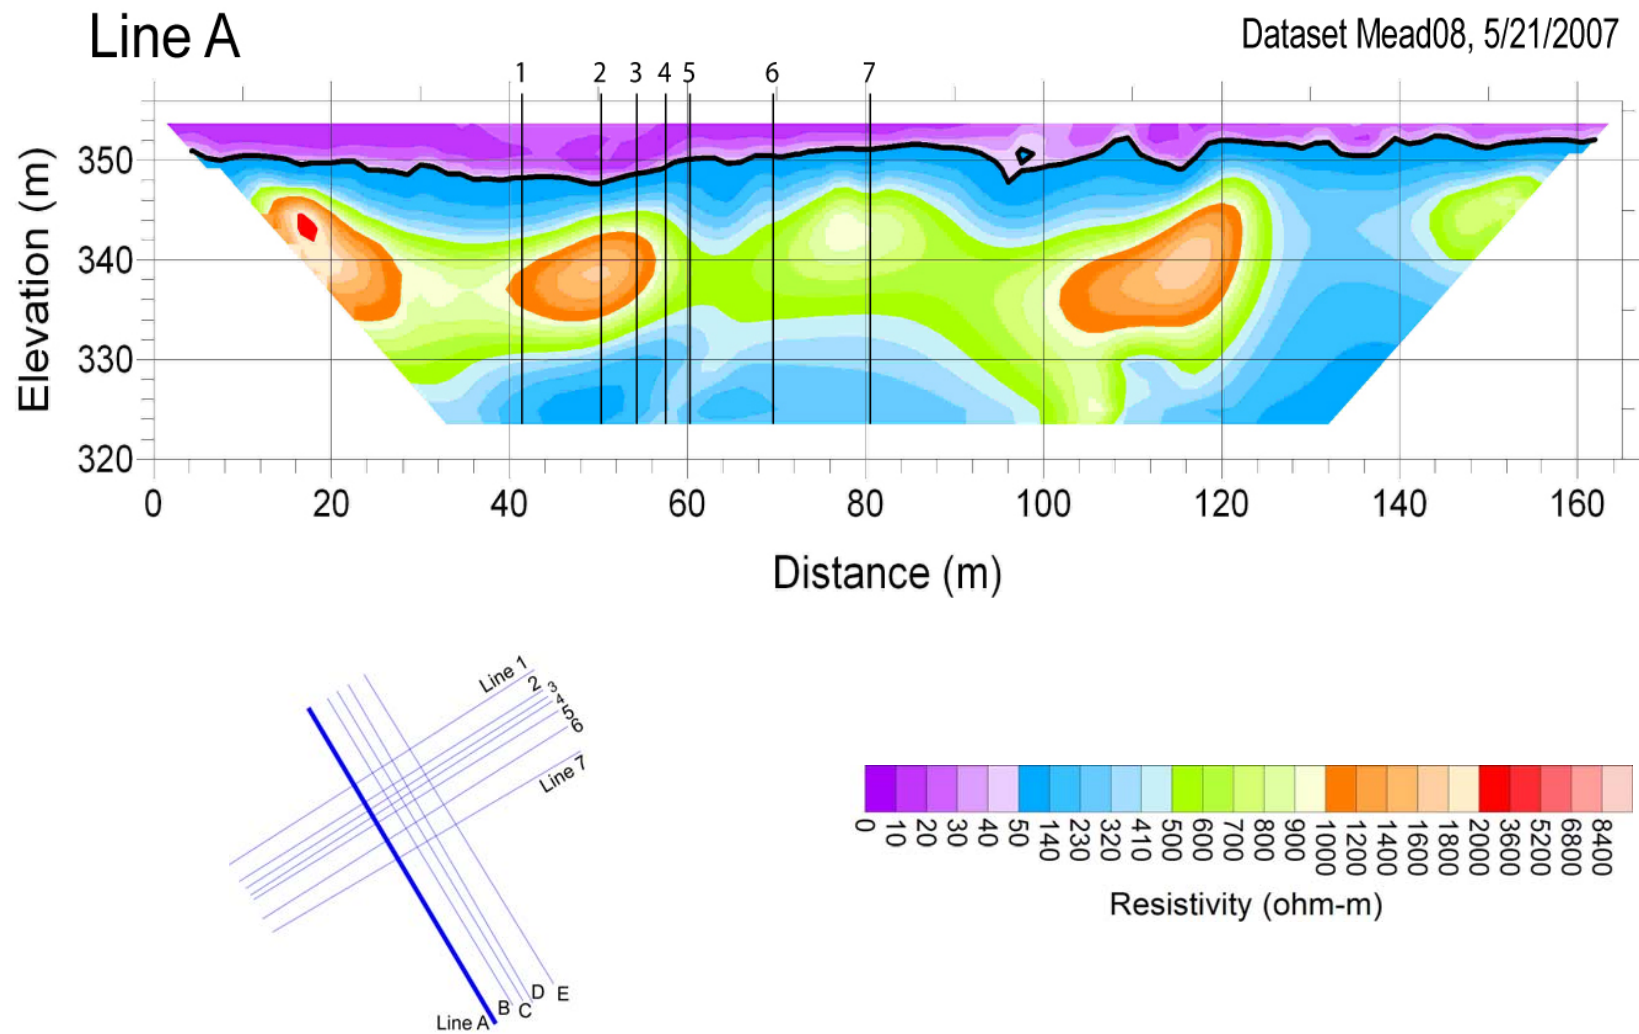 Line A
Dataset Mead08, 5/21/2007
1 2 3 4 5 6 7
350
340
330
320
Elevation (m)
0 20 40 60 80 100 120 140 160
Distance (m)
Line 1
2
3
4
5
6
Line 7
Line A B C D E
0 10 20 30 40 50 140 230 320 410 500 600 700 800 900 1000 1200 1400 1600 1800 2000 3600 5200 6800 8400
Resistivity (ohm-m)